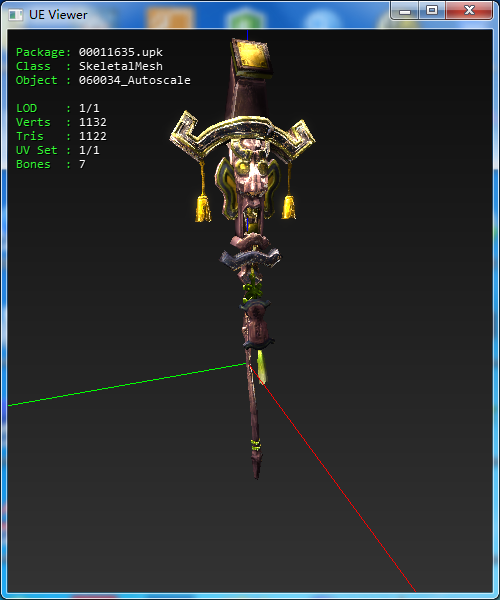 UE Viewer
Package: 00011635.upk
Class : SkeletalMesh
Object : 060034_Autoscale
LOD : 1/1
Verts : 1132
Tris : 1122
UV Set : 1/1
Bones : 7